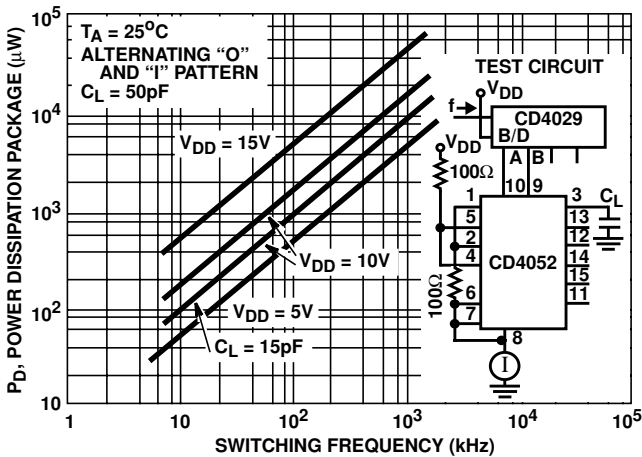 10⁵
10⁴
10³
10²
10
P_D, POWER DISSIPATION PACKAGE (µW)
T_A = 25°C
ALTERNATING “O”
AND “I” PATTERN
C_L = 50pF
V_DD = 15V
V_DD = 10V
V_DD = 5V
C_L = 15pF
TEST CIRCUIT
V_DD
f
CD4029
B/D
A B
V_DD
100Ω
10 9
1
5
2
4
100Ω
6
7
8
CD4052
3
13
12
14
15
11
C_L
I
1 10 10² 10³ 10⁴ 10⁵
SWITCHING FREQUENCY (kHz)